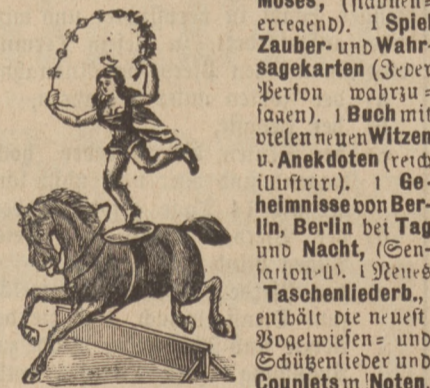 Moses, (staunen=
erregend). 1 Spiel
Zauber- und Wahr-
sagekarten (Jeder
Person wahrzu=
sagen). 1 Buch mit
vielen neuen Witzen
u. Anekdoten (reich
illustrirt). 1 Ge-
heimnisse von Ber-
lin, Berlin bei Tag
und Nacht, (Sen-
sationell). 1 Neues
Taschenliederb.,
enthält die neuest
Vogelwiesen= und
Schützenlieder und
Couplets m. Noten.